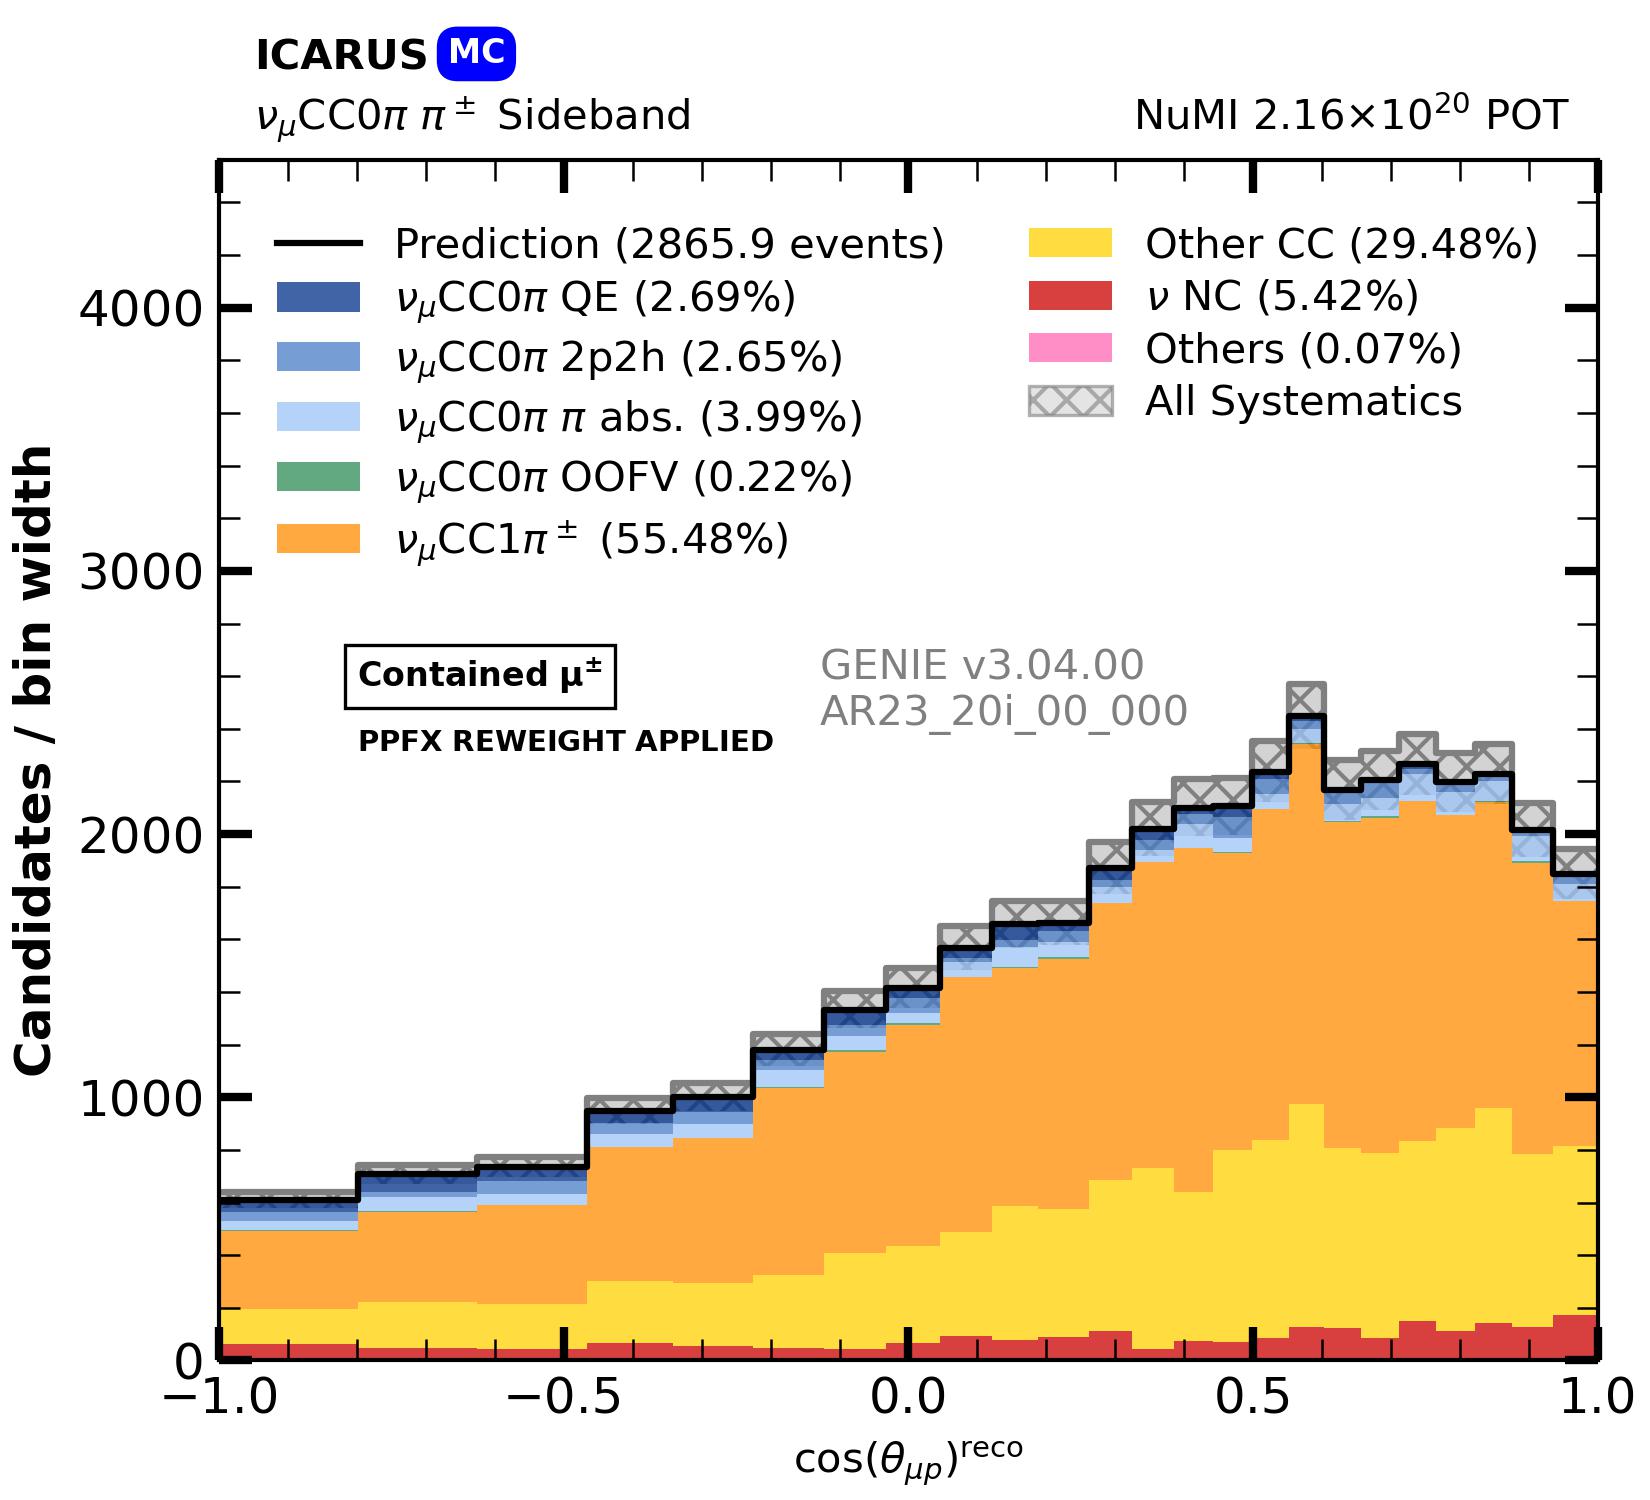 ICARUS MC
νμCC0π π± Sideband
NuMI 2.16×10²⁰ POT
Prediction (2865.9 events)
νμCC0π QE (2.69%)
νμCC0π 2p2h (2.65%)
νμCC0π π abs. (3.99%)
νμCC0π OOFV (0.22%)
νμCC1π± (55.48%)
Other CC (29.48%)
ν NC (5.42%)
Others (0.07%)
All Systematics
Contained μ±
PPFX REWEIGHT APPLIED
GENIE v3.04.00
AR23_20i_00_000
Candidates / bin width
4000
3000
2000
1000
0
−1.0 −0.5 0.0 0.5 1.0
cos(θμp)reco